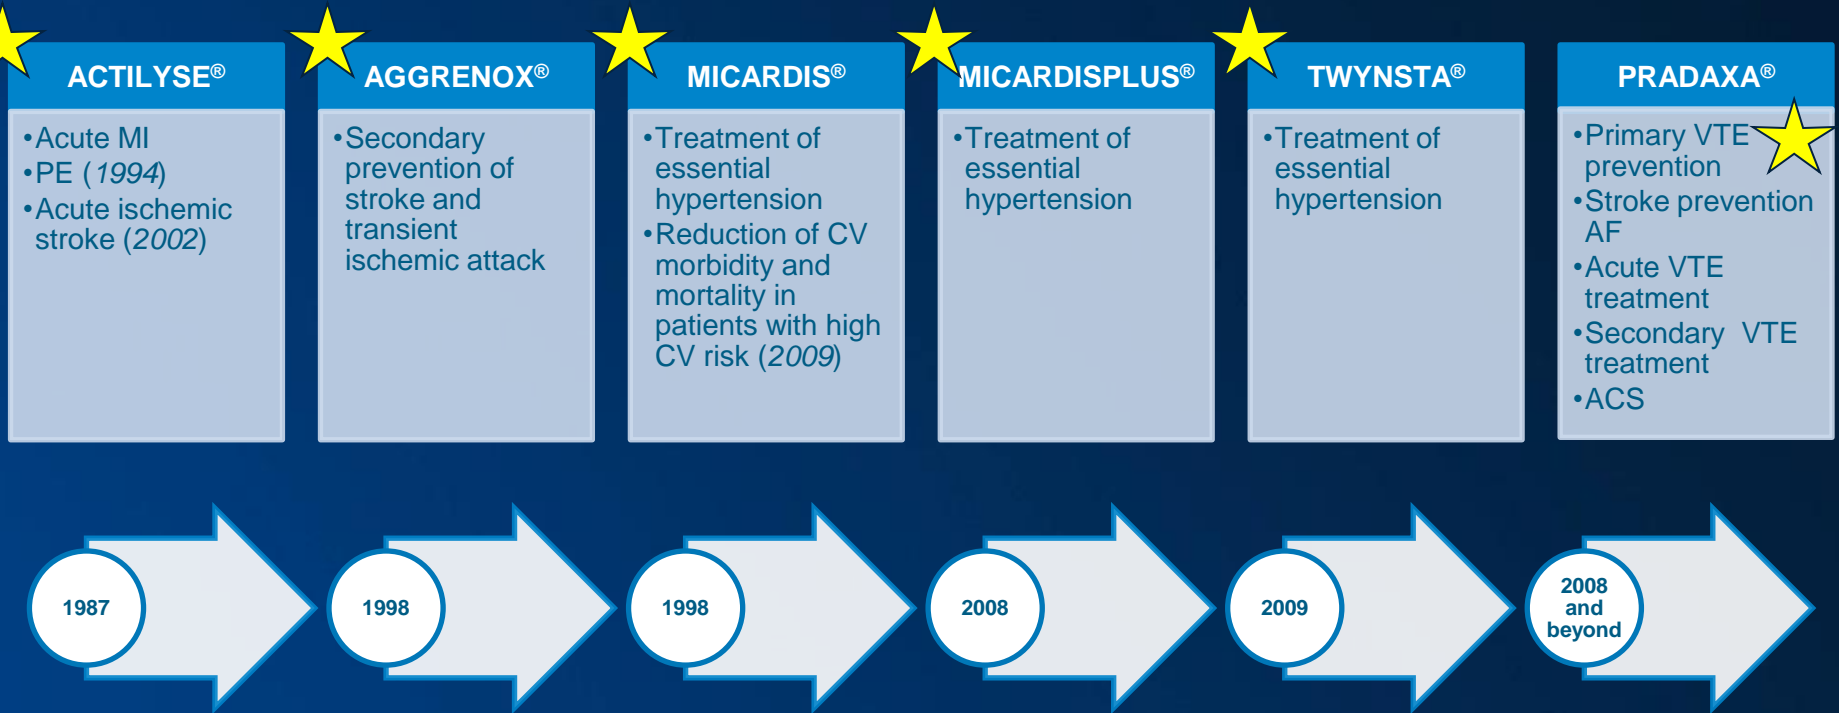 ACTILYSE®
•Acute MI
•PE (1994)
•Acute ischemic
stroke (2002)
AGGRENOX®
•Secondary
prevention of
stroke and
transient
ischemic attack
MICARDIS®
•Treatment of
essential
hypertension
•Reduction of CV
morbidity and
mortality in
patients with high
CV risk (2009)
MICARDISPLUS®
•Treatment of
essential
hypertension
TWYNSTA®
•Treatment of
essential
hypertension
PRADAXA®
•Primary VTE
prevention
•Stroke prevention
AF
•Acute VTE
treatment
•Secondary VTE
treatment
•ACS
1987
1998
1998
2008
2009
2008
and
beyond